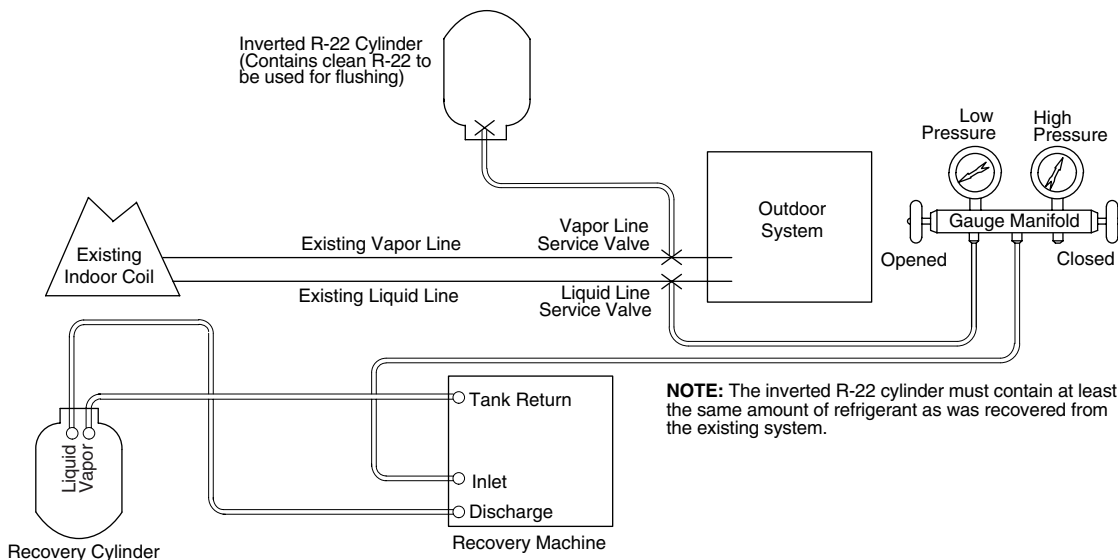 Inverted R-22 Cylinder
(Contains clean R-22 to
be used for flushing)
Low
Pressure
High
Pressure
Gauge Manifold
Opened
Closed
Outdoor
System
Vapor Line
Service Valve
Existing Vapor Line
Existing
Indoor Coil
Existing Liquid Line
Liquid Line
Service Valve
NOTE: The inverted R-22 cylinder must contain at least
the same amount of refrigerant as was recovered from
the existing system.
Tank Return
Inlet
Discharge
Recovery Machine
Liquid
Vapor
Recovery Cylinder